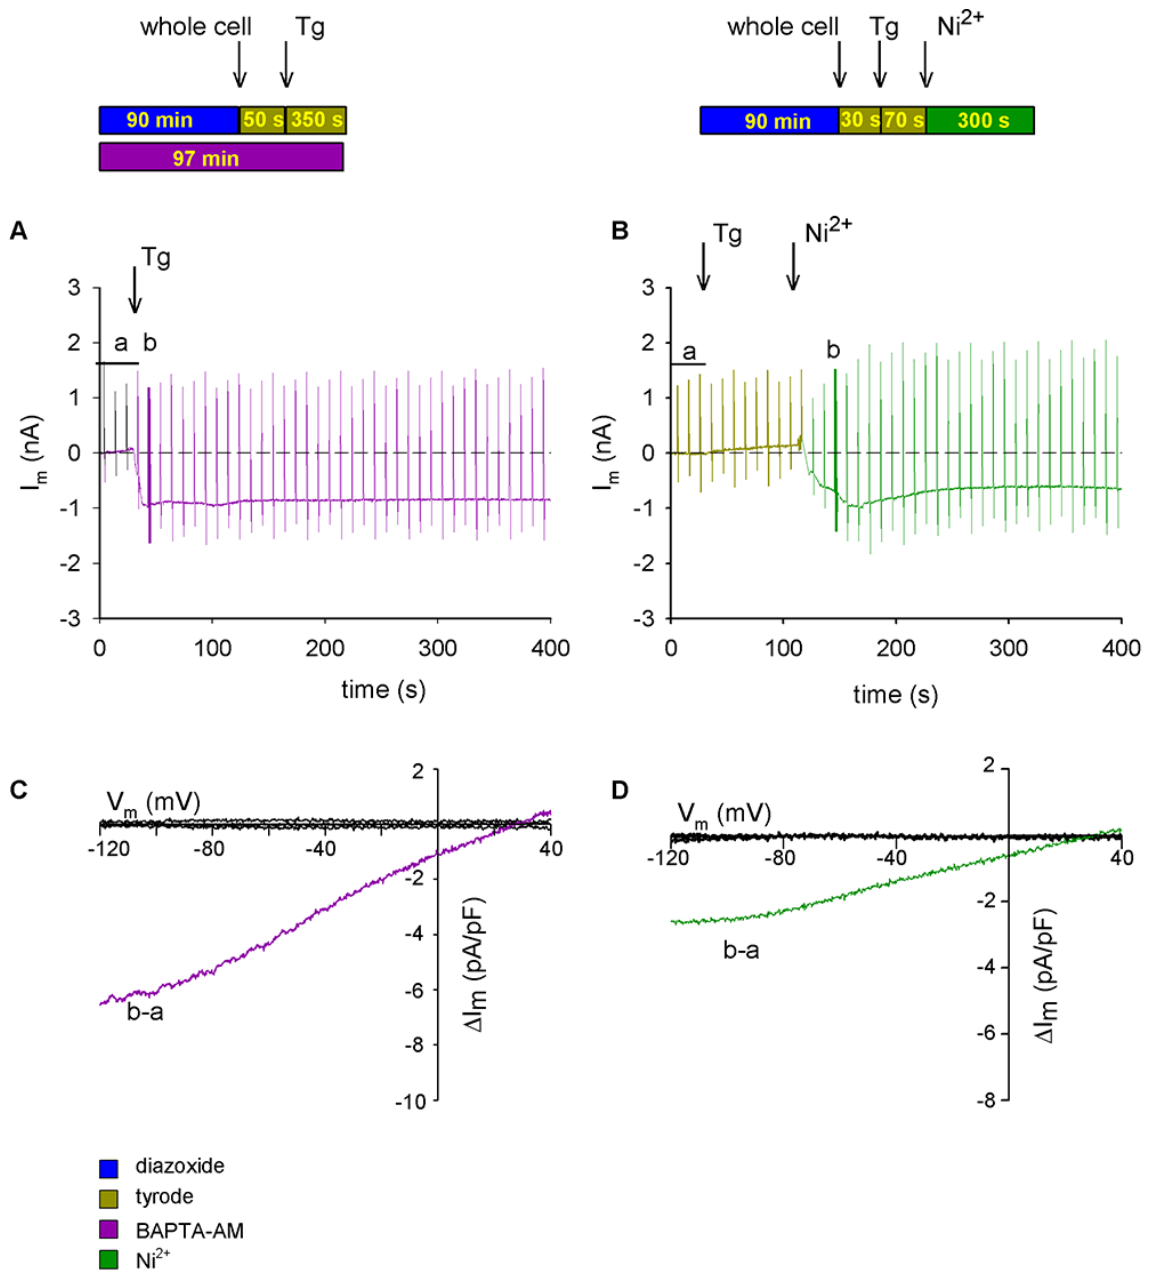 whole cell Tg
90 min 50 s 350 s
97 min
whole cell Tg Ni2+
90 min 30 s 70 s 300 s
A
Tg
a b
3
2
1
0
-1
-2
-3
Im (nA)
0 100 200 300 400
time (s)
B
Tg Ni2+
a b
3
2
1
0
-1
-2
-3
Im (nA)
0 100 200 300 400
time (s)
C
Vm (mV)
-120 -80 -40 40
2
-2
-4
-6
-8
-10
ΔIm (pA/pF)
b-a
D
Vm (mV)
-120 -80 -40 40
2
-2
-4
-6
-8
ΔIm (pA/pF)
b-a
diazoxide
tyrode
BAPTA-AM
Ni2+